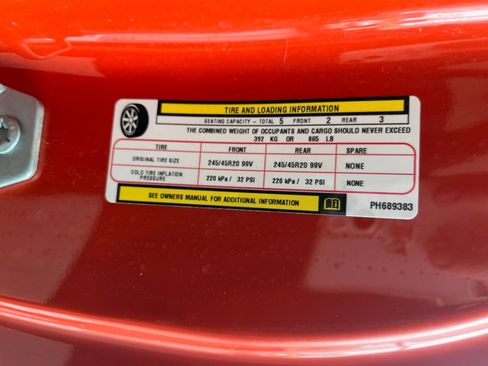 TIRE AND LOADING INFORMATION
SEATING CAPACITY - TOTAL 5 FRONT 2 REAR 3
THE COMBINED WEIGHT OF OCCUPANTS AND CARGO SHOULD NEVER EXCEED
392 KG OR 865 LB
TIRE FRONT REAR SPARE
ORIGINAL TIRE SIZE 245/45R20 99V 245/45R20 99V NONE
COLD TIRE INFLATION PRESSURE 220 kPa / 32 PSI 220 kPa / 32 PSI NONE
SEE OWNERS MANUAL FOR ADDITIONAL INFORMATION PH689383